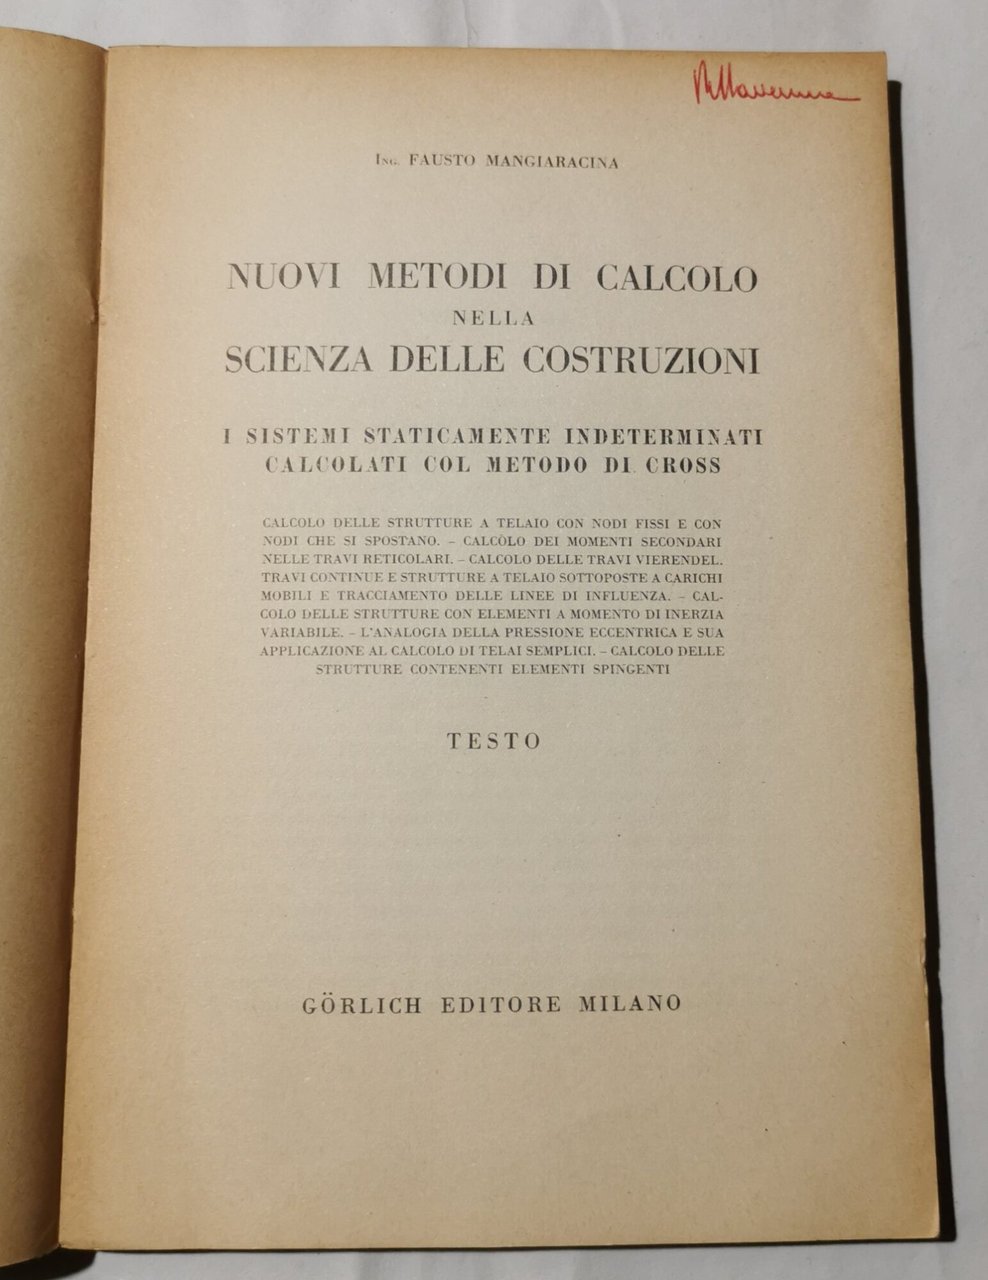 Ing. FAUSTO MANGIARACINA
NUOVI METODI DI CALCOLO
NELLA
SCIENZA DELLE COSTRUZIONI
I SISTEMI STATICAMENTE INDETERMINATI
CALCOLATI COL METODO DI CROSS
CALCOLO DELLE STRUTTURE A TELAIO CON NODI FISSI E CON
NODI CHE SI SPOSTANO. – CALCÒLO DEI MOMENTI SECONDARI
NELLE TRAVI RETICOLARI. – CALCOLO DELLE TRAVI VIERENDEL.
TRAVI CONTINUE E STRUTTURE A TELAIO SOTTOPOSTE A CARICHI
MOBILI E TRACCIAMENTO DELLE LINEE DI INFLUENZA. – CAL-
COLO DELLE STRUTTURE CON ELEMENTI A MOMENTO DI INERZIA
VARIABILE. – L'ANALOGIA DELLA PRESSIONE ECCENTRICA E SUA
APPLICAZIONE AL CALCOLO DI TELAI SEMPLICI. – CALCOLO DELLE
STRUTTURE CONTENENTI ELEMENTI SPINGENTI
TESTO
GÖRLICH EDITORE MILANO